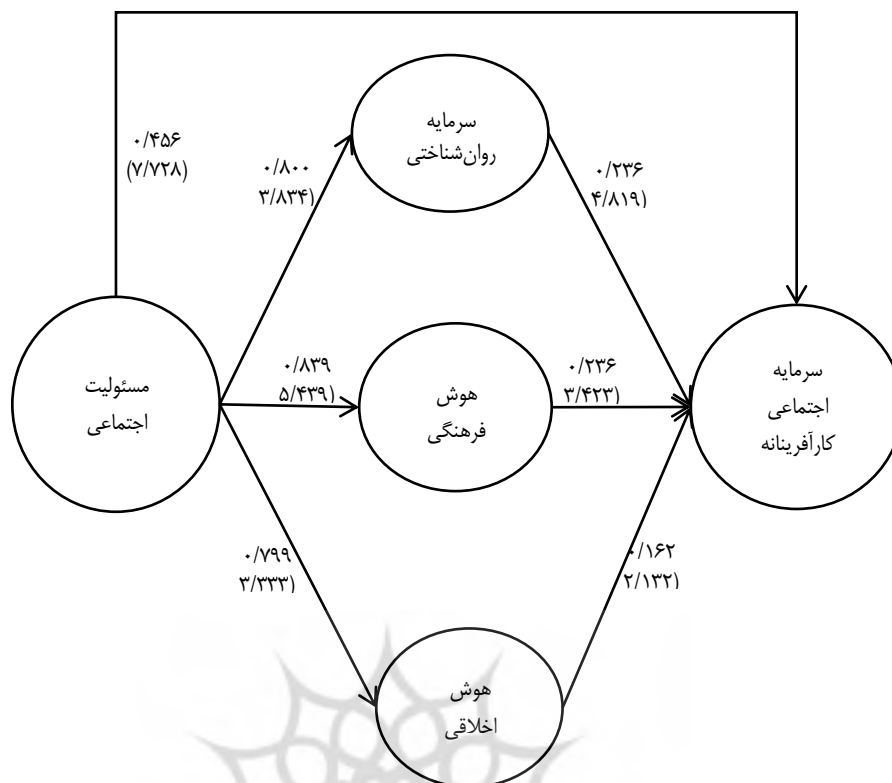 سرمایه
روان‌شناختی
۰/۴۵۶
(۷/۷۲۸)
۰/۸۰۰
۳/۸۳۴)
۰/۲۳۶
۴/۸۱۹)
مسئولیت
اجتماعی
۰/۸۳۹
۵/۴۳۹)
هوش
فرهنگی
۰/۲۳۶
۳/۴۲۳)
سرمایه
اجتماعی
کارآفرینانه
۰/۷۹۹
۳/۳۳۳)
۰/۱۶۲
۲/۱۳۲)
هوش
اخلاقی